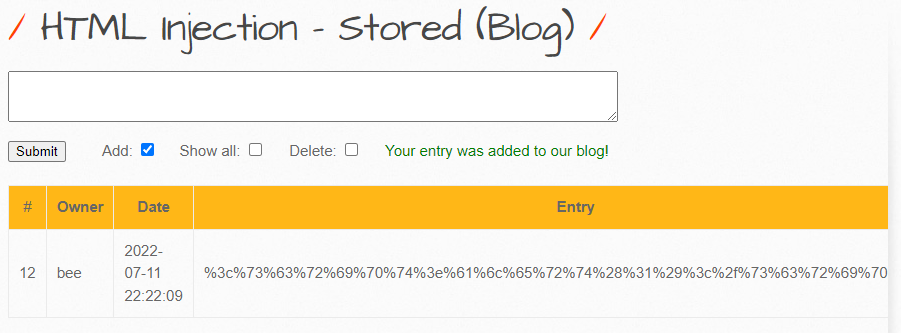 / HTML Injection - Stored (Blog) /
Submit Add: Show all: Delete: Your entry was added to our blog!
# Owner Date Entry
12 bee 2022-
07-11
22:22:09 %3c%73%63%72%69%70%74%3e%61%6c%65%72%74%28%31%29%3c%2f%73%63%72%69%70